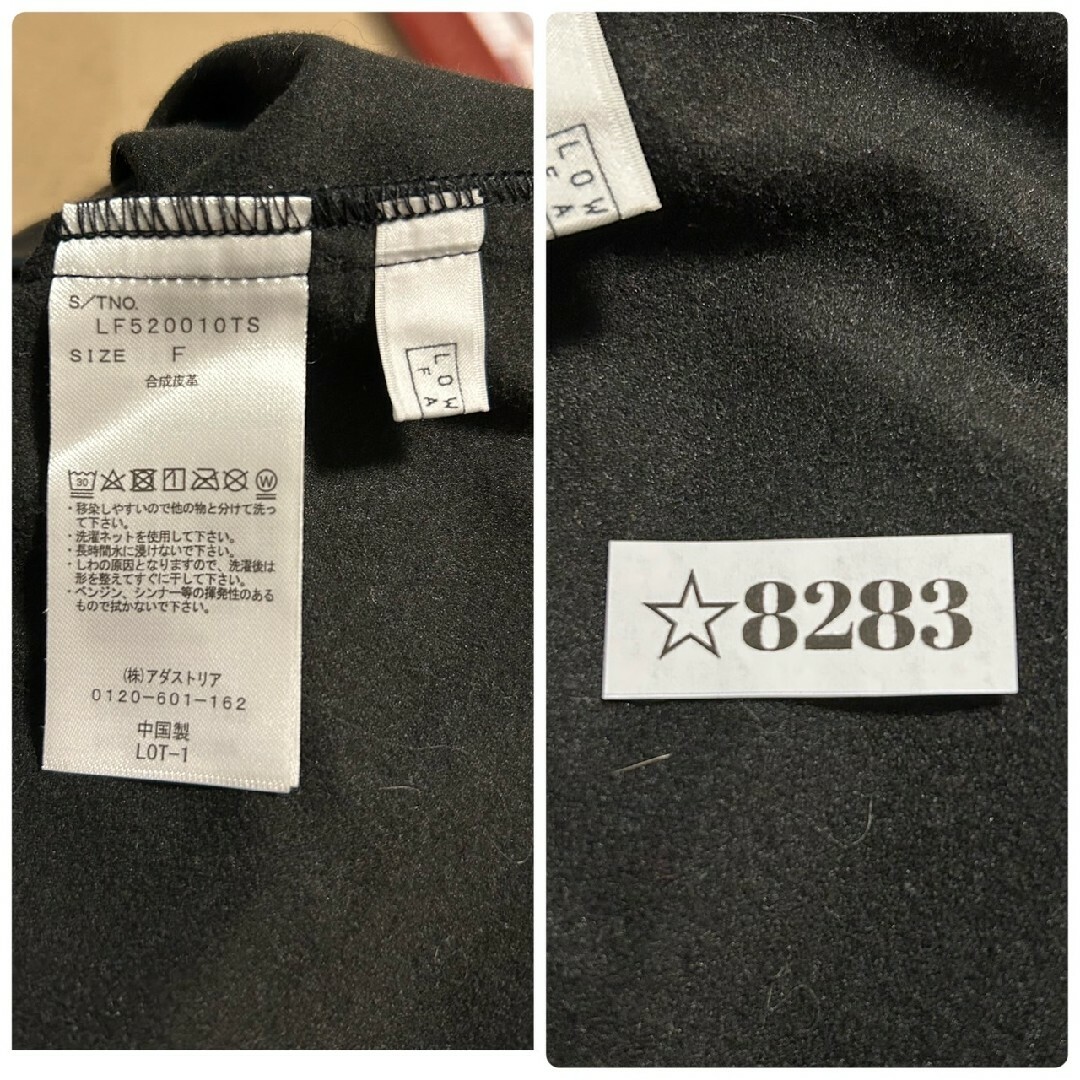 S/TNO.
LF520010TS
SIZE F
合成皮革
30
W
・移染しやすいので他の物と分けて洗っ
て下さい。
・洗濯ネットを使用して下さい。
・長時間水に浸けないで下さい。
・しわの原因となりますので、洗濯後は
形を整えてすぐに干して下さい。
・ベンジン、シンナー等の揮発性のある
もので拭かないで下さい。
(株)アダストリア
0120-601-162
中国製
LOT-1
LOW
FA
LOW
FA
☆8283